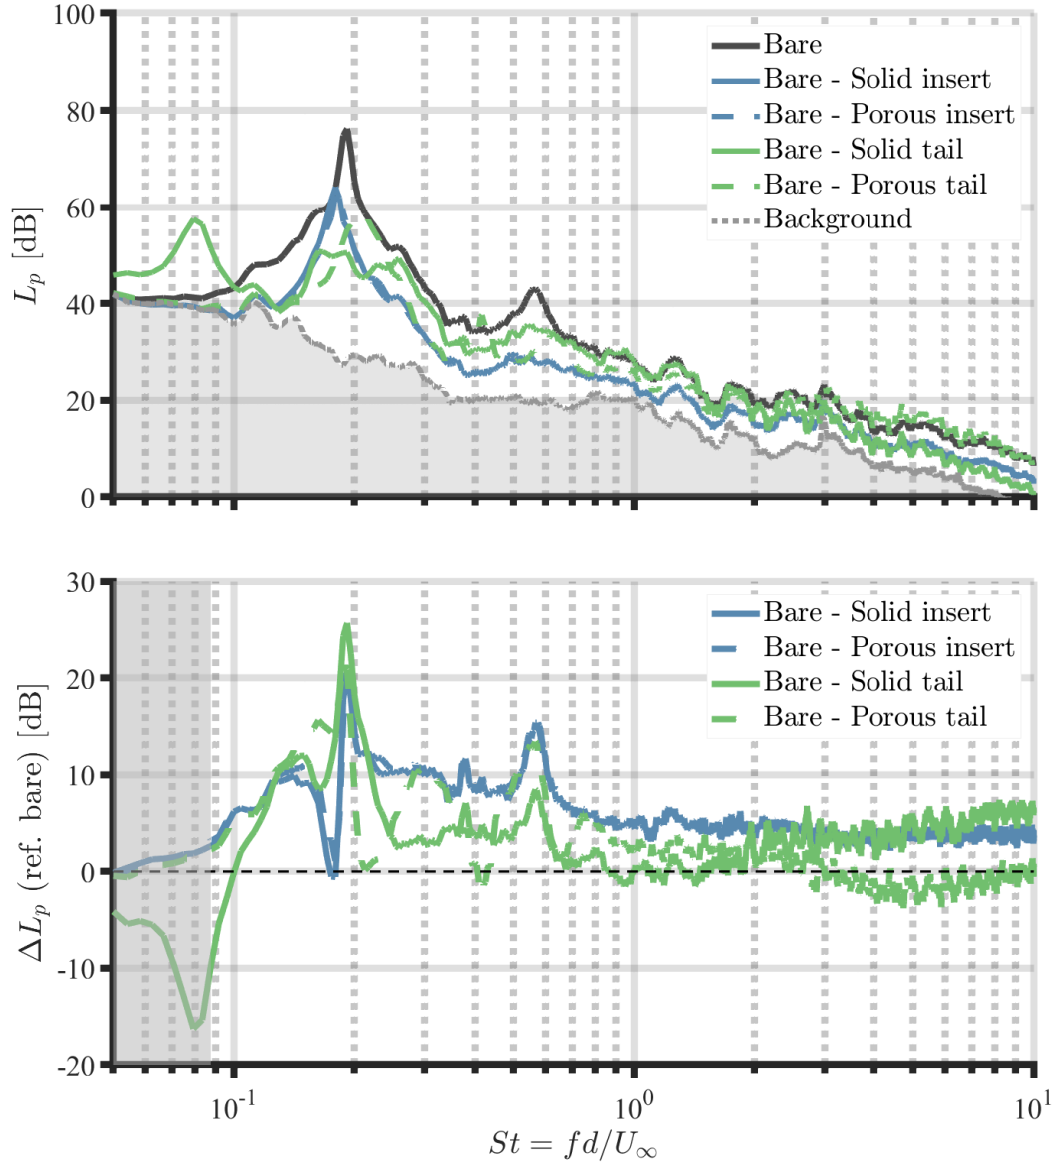 100
80
60
40
20
0
L_p [dB]
Bare
Bare - Solid insert
Bare - Porous insert
Bare - Solid tail
Bare - Porous tail
Background
30
20
10
0
-10
-20
ΔL_p (ref. bare) [dB]
Bare - Solid insert
Bare - Porous insert
Bare - Solid tail
Bare - Porous tail
10^-1
10^0
10^1
St = fd/U_∞